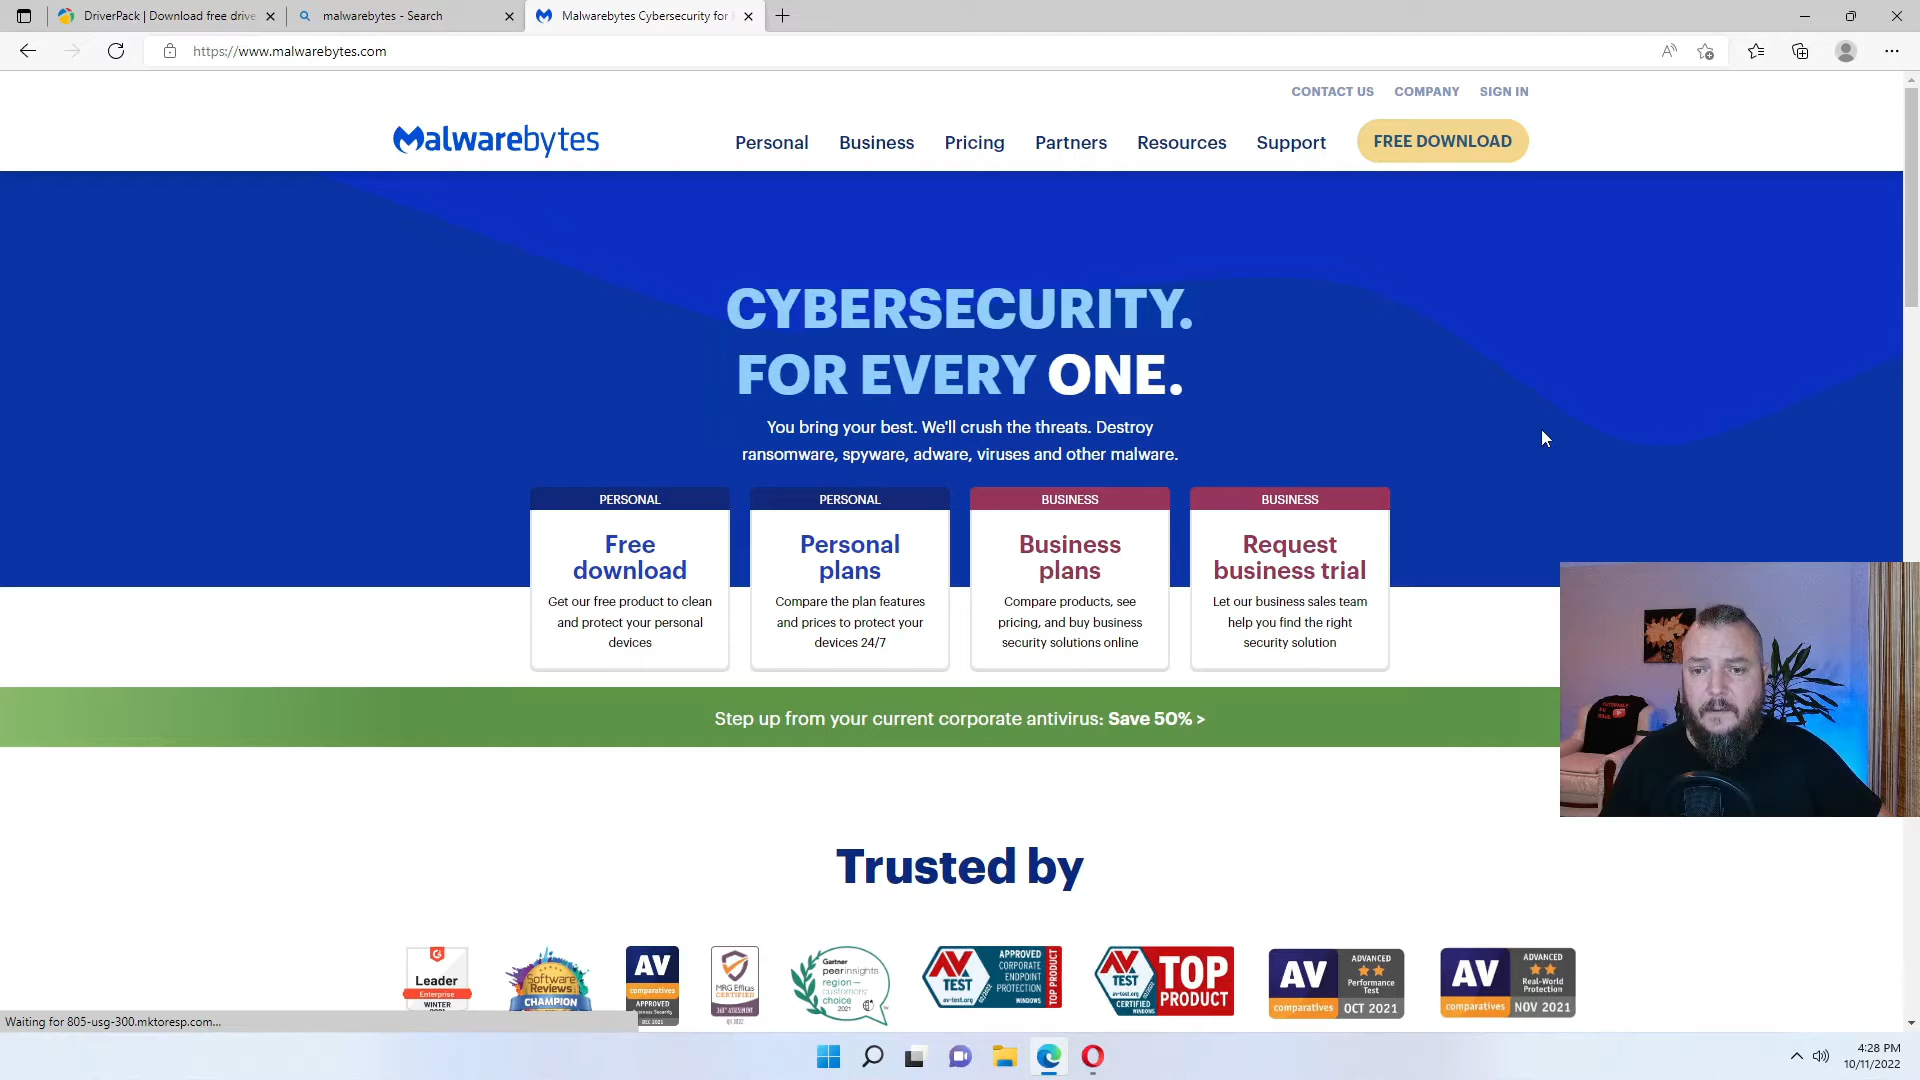 DriverPack | Download free drive
malwarebytes - Search
Malwarebytes Cybersecurity for
https://www.malwarebytes.com
CONTACT US COMPANY SIGN IN
Malwarebytes
Personal Business Pricing Partners Resources Support FREE DOWNLOAD
CYBERSECURITY.
FOR EVERY ONE.
You bring your best. We'll crush the threats. Destroy
ransomware, spyware, adware, viruses and other malware.
PERSONAL
Free
download
Get our free product to clean
and protect your personal
devices
PERSONAL
Personal
plans
Compare the plan features
and prices to protect your
devices 24/7
BUSINESS
Business
plans
Compare products, see
pricing, and buy business
security solutions online
BUSINESS
Request
business trial
Let our business sales team
help you find the right
security solution
Step up from your current corporate antivirus: Save 50% >
Trusted by
Leader
Enterprise
WINTER
Software
Reviews
CHAMPION
AV
comparatives
APPROVED
Business Security
DEC 2021
MRG Effitas
CERTIFIED
360° ASSESSMENT
Q1 2022
Gartner
peerinsights
region—
customers'
choice
2021
AV
TEST
av-test.org
APPROVED
CORPORATE
ENDPOINT
PROTECTION
WINDOWS
TOP PRODUCT
AV
TEST
av-test.org
CERTIFIED
WINDOWS
TOP
PRODUCT
AV
comparatives
ADVANCED
Performance
Test
OCT 2021
AV
comparatives
ADVANCED
Real-World
Protection
NOV 2021
Waiting for 805-usg-300.mktoresp.com...
4:28 PM
10/11/2022